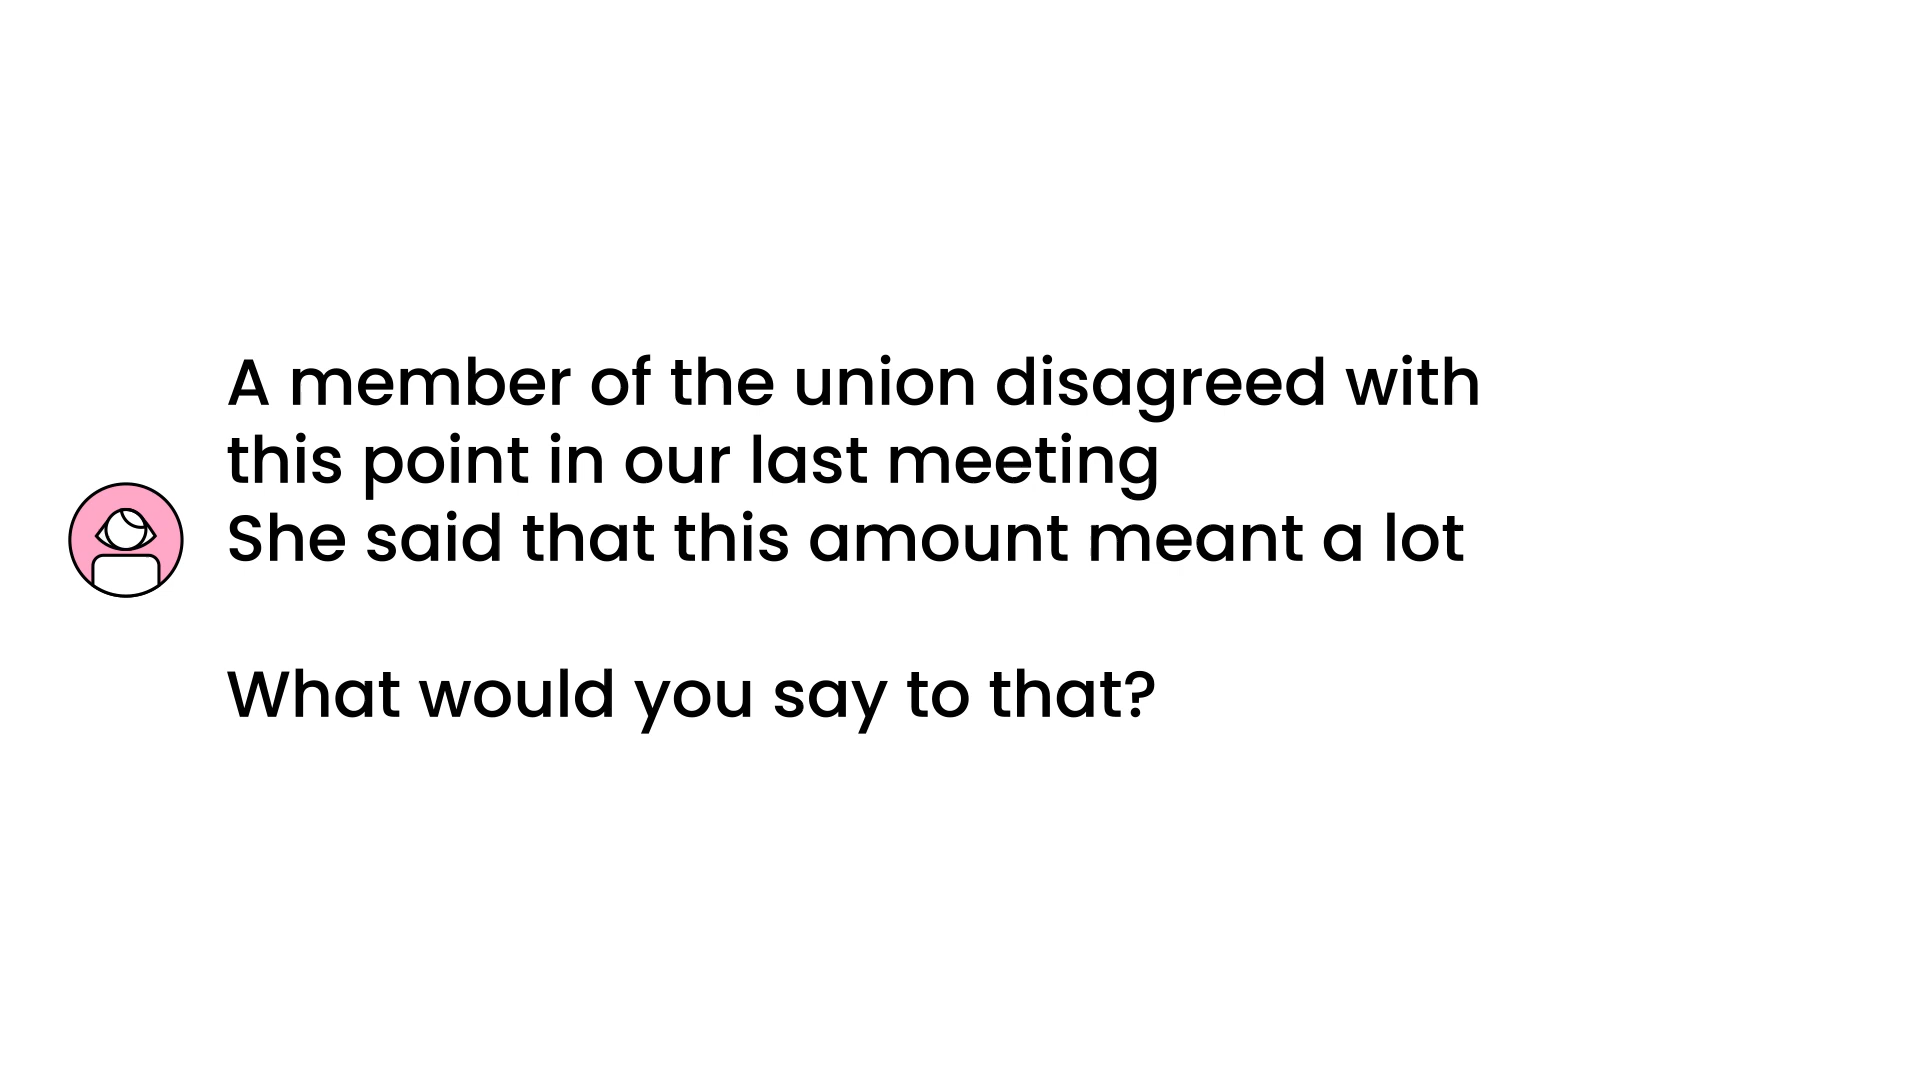 A member of the union disagreed with
this point in our last meeting
She said that this amount meant a lot
What would you say to that?